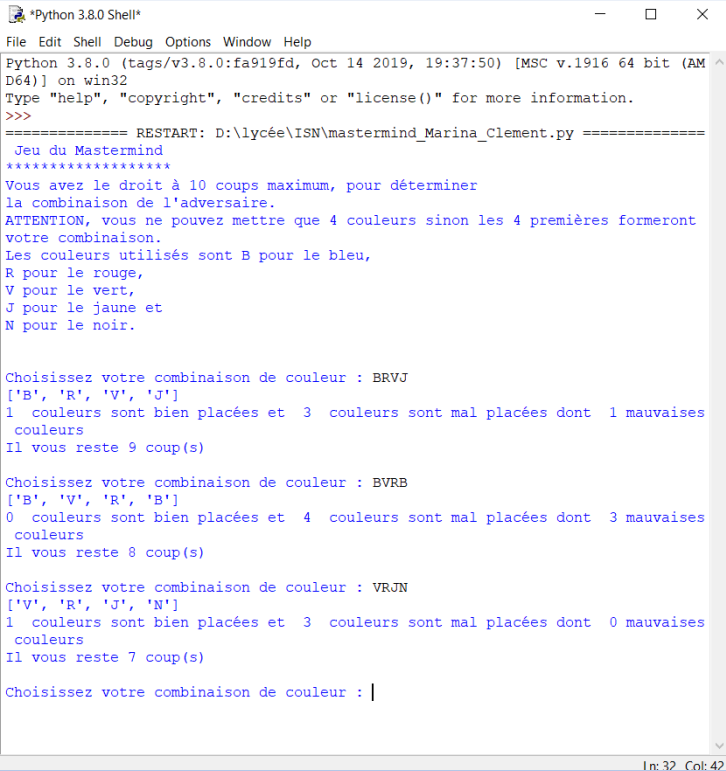 *Python 3.8.0 Shell*
File Edit Shell Debug Options Window Help
Python 3.8.0 (tags/v3.8.0:fa919fd, Oct 14 2019, 19:37:50) [MSC v.1916 64 bit (AM
D64)] on win32
Type "help", "copyright", "credits" or "license()" for more information.
>>>
============== RESTART: D:\lycée\ISN\mastermind_Marina_Clement.py ==============
Jeu du Mastermind
*******************
Vous avez le droit à 10 coups maximum, pour déterminer
la combinaison de l'adversaire.
ATTENTION, vous ne pouvez mettre que 4 couleurs sinon les 4 premières formeront
votre combinaison.
Les couleurs utilisés sont B pour le bleu,
R pour le rouge,
V pour le vert,
J pour le jaune et
N pour le noir.
Choisissez votre combinaison de couleur : BRVJ
['B', 'R', 'V', 'J']
1  couleurs sont bien placées et  3  couleurs sont mal placées dont  1 mauvaises
couleurs
Il vous reste 9 coup(s)
Choisissez votre combinaison de couleur : BVRB
['B', 'V', 'R', 'B']
0  couleurs sont bien placées et  4  couleurs sont mal placées dont  3 mauvaises
couleurs
Il vous reste 8 coup(s)
Choisissez votre combinaison de couleur : VRJN
['V', 'R', 'J', 'N']
1  couleurs sont bien placées et  3  couleurs sont mal placées dont  0 mauvaises
couleurs
Il vous reste 7 coup(s)
Choisissez votre combinaison de couleur :
Ln: 32 Col: 42